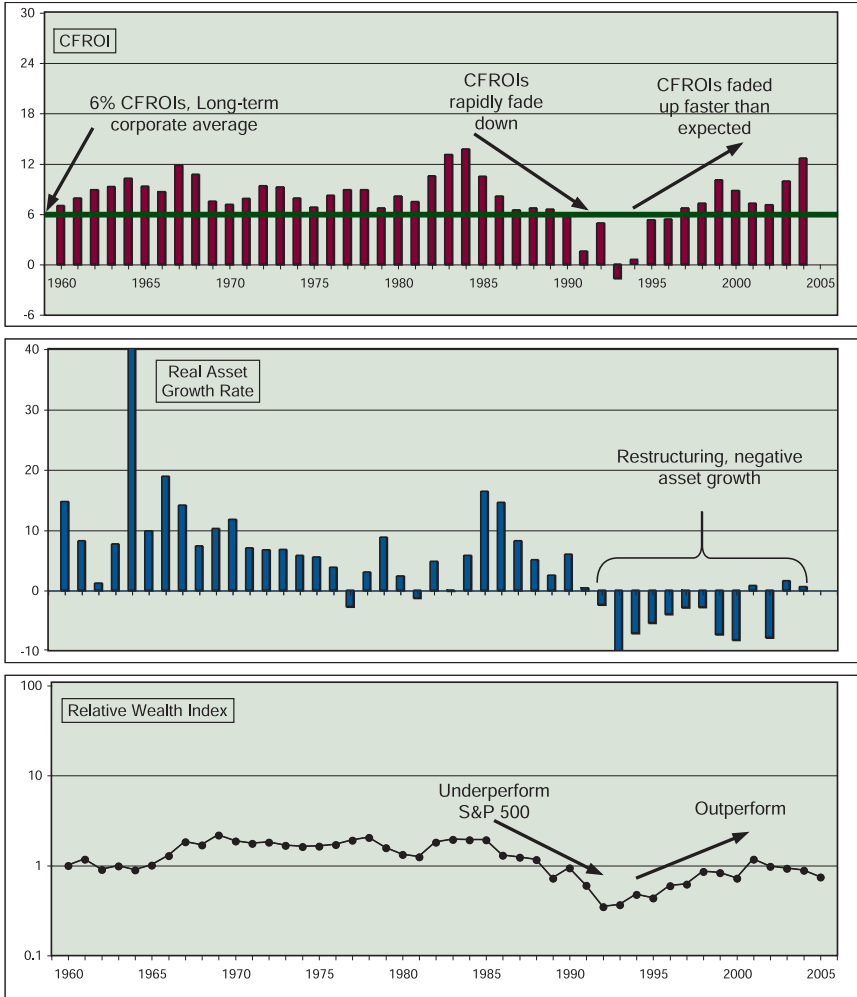 30
CFROI
24
18
12
6
0
-6
6% CFROIs, Long-term
corporate average
CFROIs
rapidly fade
down
CFROIs faded
up faster than
expected
1960 1965 1970 1975 1980 1985 1990 1995 2000 2005
40
Real Asset
Growth Rate
30
20
10
0
-10
Restructuring, negative
asset growth
100
Relative Wealth Index
10
1
0.1
Underperform
S&P 500
Outperform
1960 1965 1970 1975 1980 1985 1990 1995 2000 2005